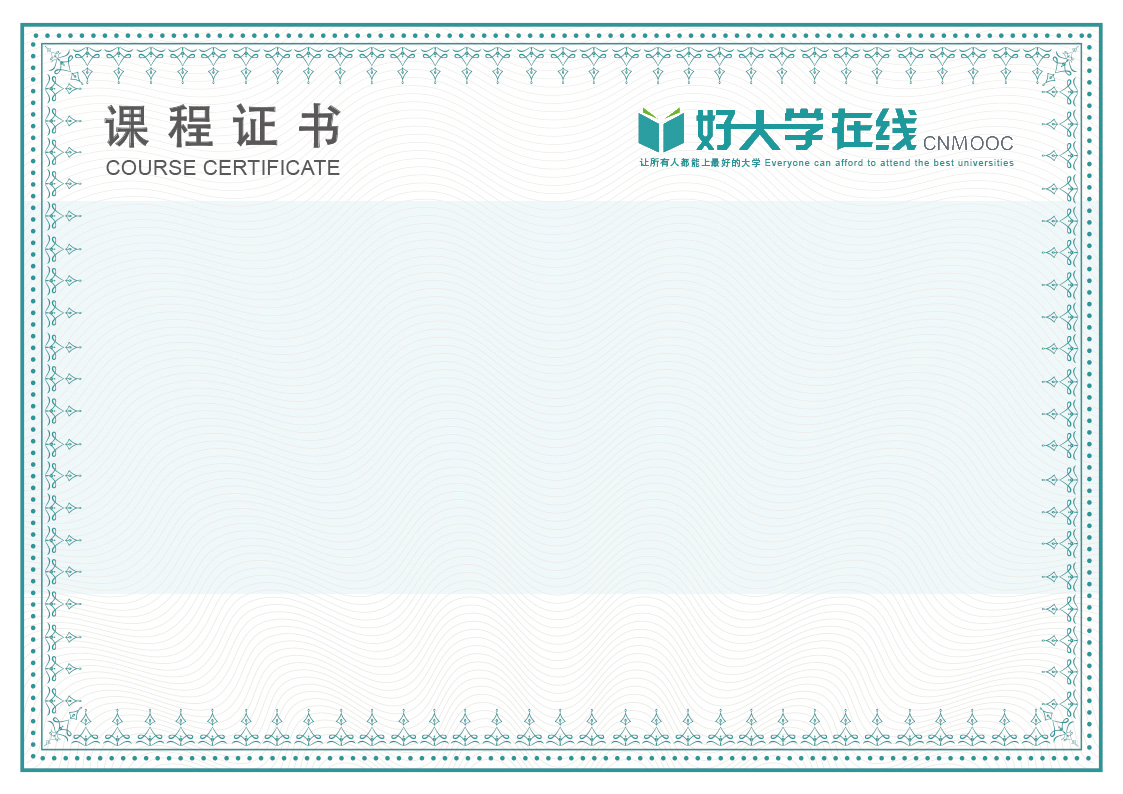 课程证书
COURSE CERTIFICATE
好大学在线 CNMOOC
让所有人都能上最好的大学 Everyone can afford to attend the best universities